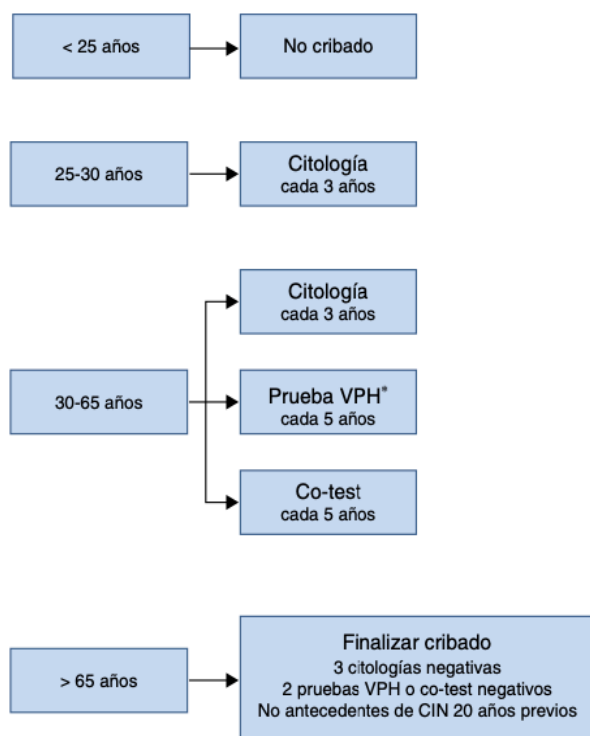 < 25 años
No cribado
25-30 años
Citología
cada 3 años
30-65 años
Citología
cada 3 años
Prueba VPH*
cada 5 años
Co-test
cada 5 años
> 65 años
Finalizar cribado
3 citologías negativas
2 pruebas VPH o co-test negativos
No antecedentes de CIN 20 años previos